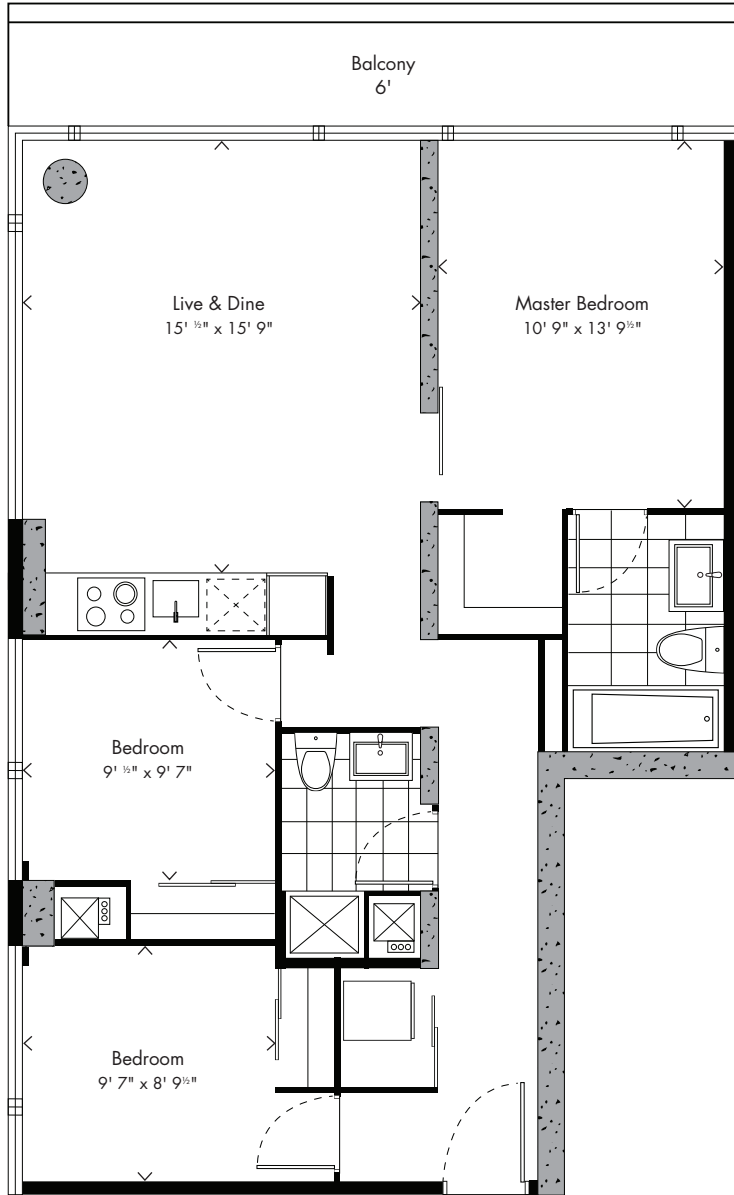 Balcony
6'
Live & Dine
15' ½" x 15' 9"
Master Bedroom
10' 9" x 13' 9½"
Bedroom
9' ½" x 9' 7"
Bedroom
9' 7" x 8' 9½"